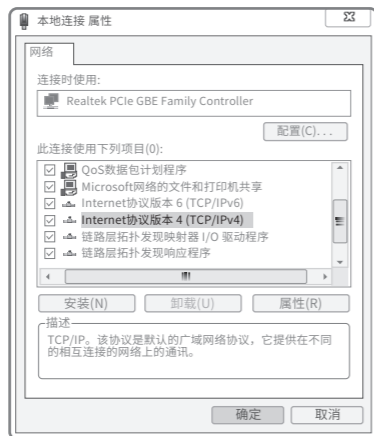 本地连接 属性
网络
连接时使用:
Realtek PCIe GBE Family Controller
配置(C)...
此连接使用下列项目(0):
QoS数据包计划程序
Microsoft网络的文件和打印机共享
Internet协议版本 6 (TCP/IPv6)
Internet协议版本 4 (TCP/IPv4)
链路层拓扑发现映射器 I/O 驱动程序
链路层拓扑发现响应程序
安装(N) 卸载(U) 属性(R)
描述
TCP/IP。该协议是默认的广域网络协议，它提供在不同
的相互连接的网络上的通讯。
确定 取消